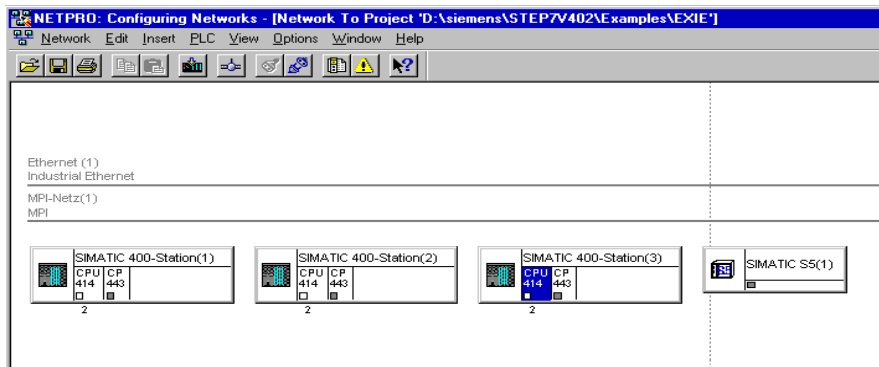 NETPRO: Configuring Networks - [Network To Project 'D:\siemens\STEP7V402\Examples\EXIE']
Network Edit Insert PLC View Options Window Help
Ethernet (1)
Industrial Ethernet
MPI-Netz(1)
MPI
SIMATIC 400-Station(1) SIMATIC 400-Station(2) SIMATIC 400-Station(3) SIMATIC S5(1)
CPU CP CPU CP CPU CP
414 443 414 443 414 443
2 2 2